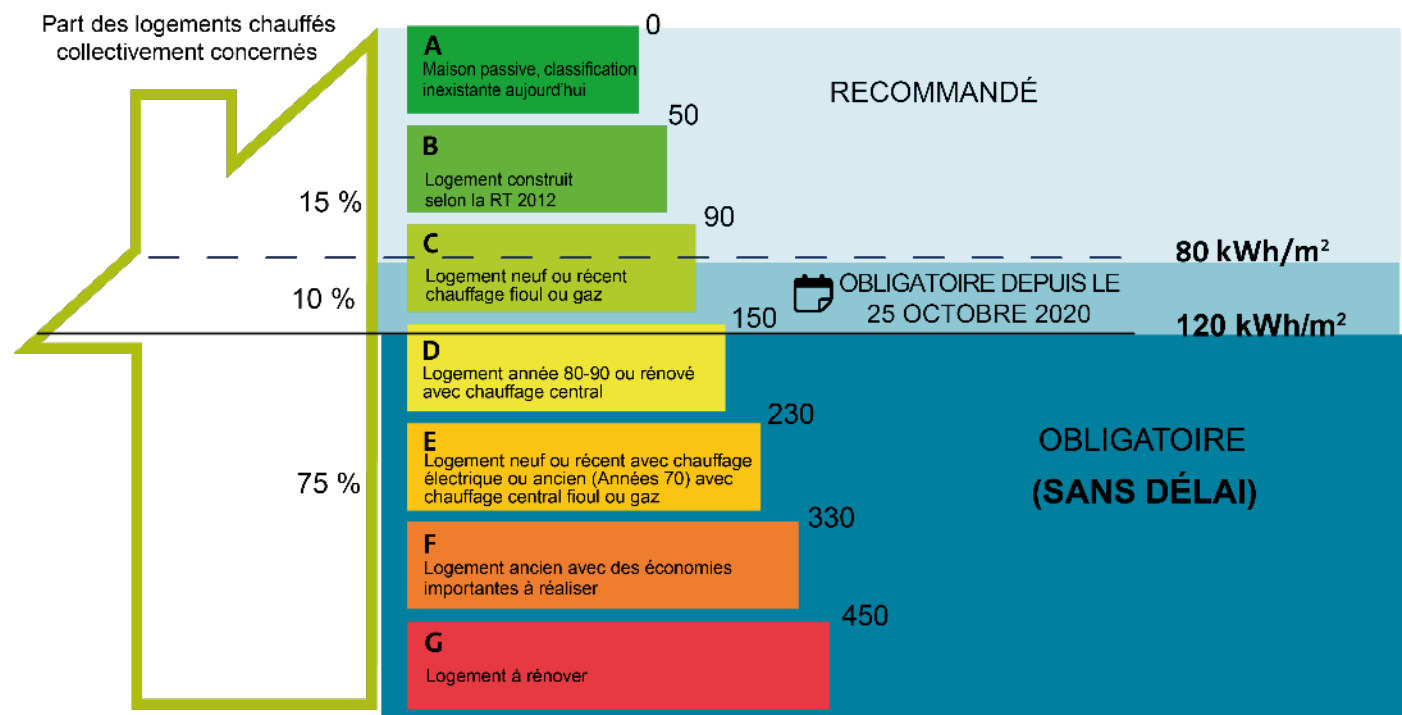 Part des logements chauffés
collectivement concernés
0
A
Maison passive, classification
inexistante aujourd'hui
RECOMMANDÉ
50
B
Logement construit
selon la RT 2012
15 %
90
C
Logement neuf ou récent
chauffage fioul ou gaz
80 kWh/m²
10 %
OBLIGATOIRE DEPUIS LE
25 OCTOBRE 2020
150
120 kWh/m²
D
Logement année 80-90 ou rénové
avec chauffage central
230
E
Logement neuf ou récent avec chauffage
électrique ou ancien (Années 70) avec
chauffage central fioul ou gaz
75 %
OBLIGATOIRE
(SANS DÉLAI)
330
F
Logement ancien avec des économies
importantes à réaliser
450
G
Logement à rénover